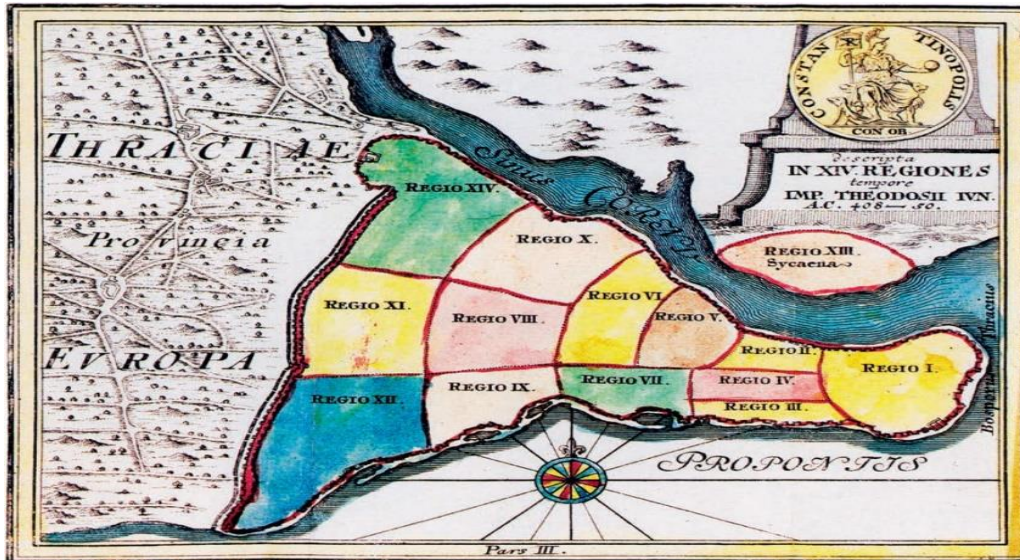 CONSTAN TINOPOLIS
CON OB
descripta
IN XIV. REGIONES
tempore
IMP. THEODOSII IVN.
A.C. 408—50.
THRACIAE
Provincia
EVROPA
Sinus
REGIO XIV.
REGIO X.
REGIO XIII.
Sycaena
REGIO XI.
REGIO VIII.
REGIO VI.
REGIO V.
REGIO II.
REGIO I.
REGIO XII.
REGIO IX.
REGIO VII.
REGIO IV.
REGIO III.
Bosporus Thracius
PROPONTIS
Pars III.